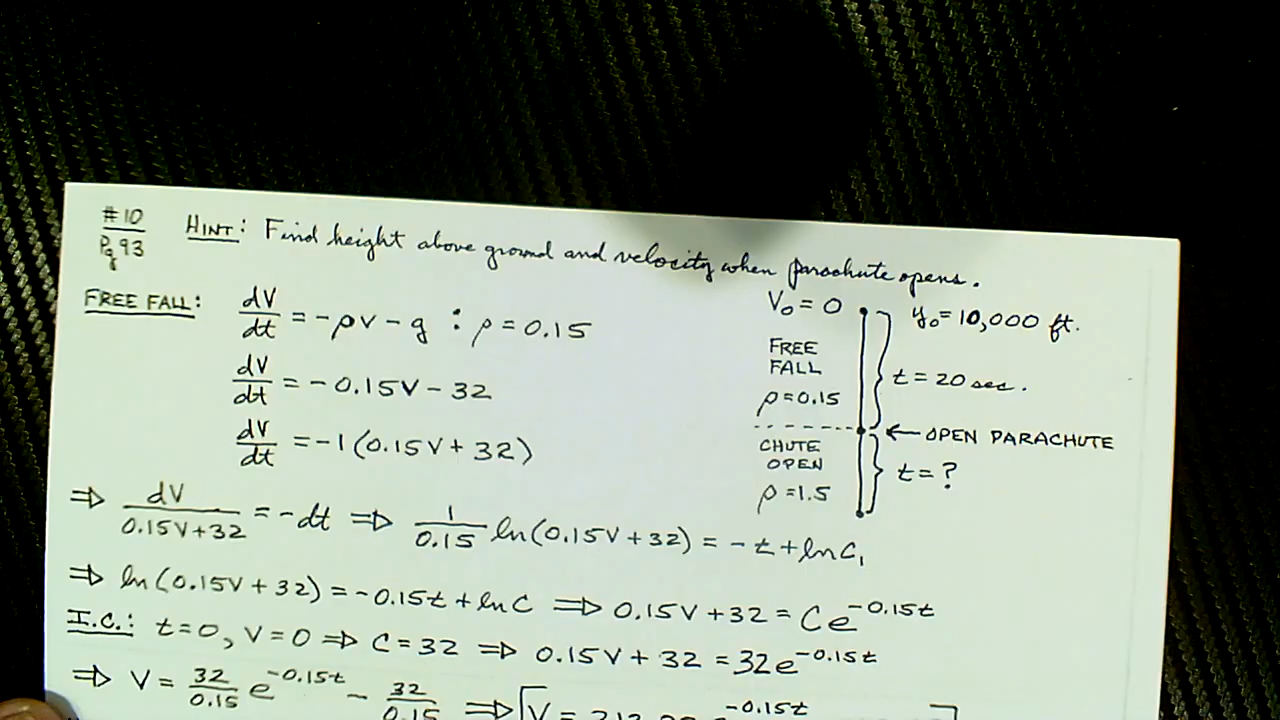 #10
Pg 93
HINT: Find height above ground and velocity when parachute opens.
FREE FALL: dV/dt = -ρV - g : ρ = 0.15
dV/dt = -0.15V - 32
dV/dt = -1(0.15V + 32)
V₀ = 0
y₀ = 10,000 ft.
FREE
FALL
ρ = 0.15
t = 20 sec.
← OPEN PARACHUTE
CHUTE
OPEN
ρ = 1.5
t = ?
⇒ dV/(0.15V + 32) = -dt ⇒ 1/0.15 ln(0.15V + 32) = -t + ln C₁
⇒ ln(0.15V + 32) = -0.15t + ln C ⇒ 0.15V + 32 = Ce^(-0.15t)
I.C.: t = 0, V = 0 ⇒ C = 32 ⇒ 0.15V + 32 = 32e^(-0.15t)
⇒ V = 32/0.15 e^(-0.15t) - 32/0.15 ⇒ [V =